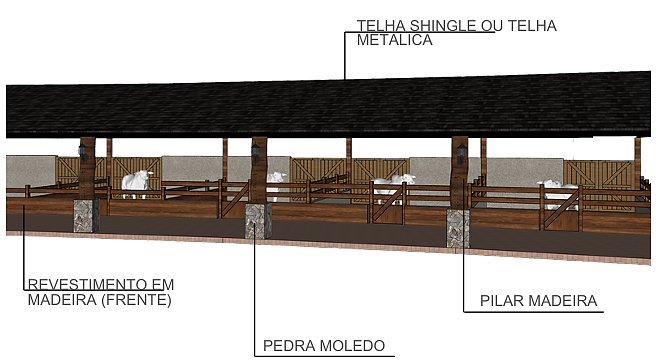 TELHA SHINGLE OU TELHA
METALICA
REVESTIMENTO EM
MADEIRA (FRENTE)
PILAR MADEIRA
PEDRA MOLEDO